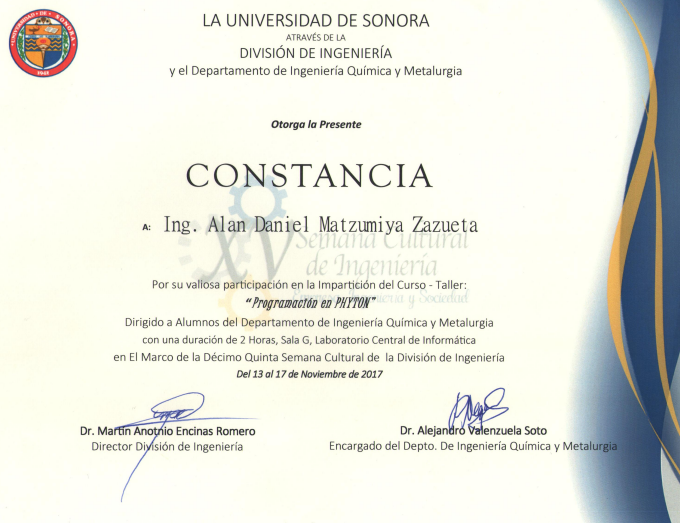 LA UNIVERSIDAD DE SONORA
ATRAVÉS DE LA
DIVISIÓN DE INGENIERÍA
y el Departamento de Ingeniería Química y Metalurgia
Otorga la Presente
CONSTANCIA
A: Ing. Alan Daniel Matzumiya Zazueta
XV Semana Cultural
de Ingeniería
Por su valiosa participación en la Impartición del Curso - Taller:
“Programación en PHYTON”
y Sociedad
Dirigido a Alumnos del Departamento de Ingeniería Química y Metalurgia
con una duración de 2 Horas, Sala G, Laboratorio Central de Informática
en El Marco de la Décimo Quinta Semana Cultural de la División de Ingeniería
Del 13 al 17 de Noviembre de 2017
Dr. Martín Anotnio Encinas Romero
Director División de Ingeniería
Dr. Alejandro Valenzuela Soto
Encargado del Depto. De Ingeniería Química y Metalurgia